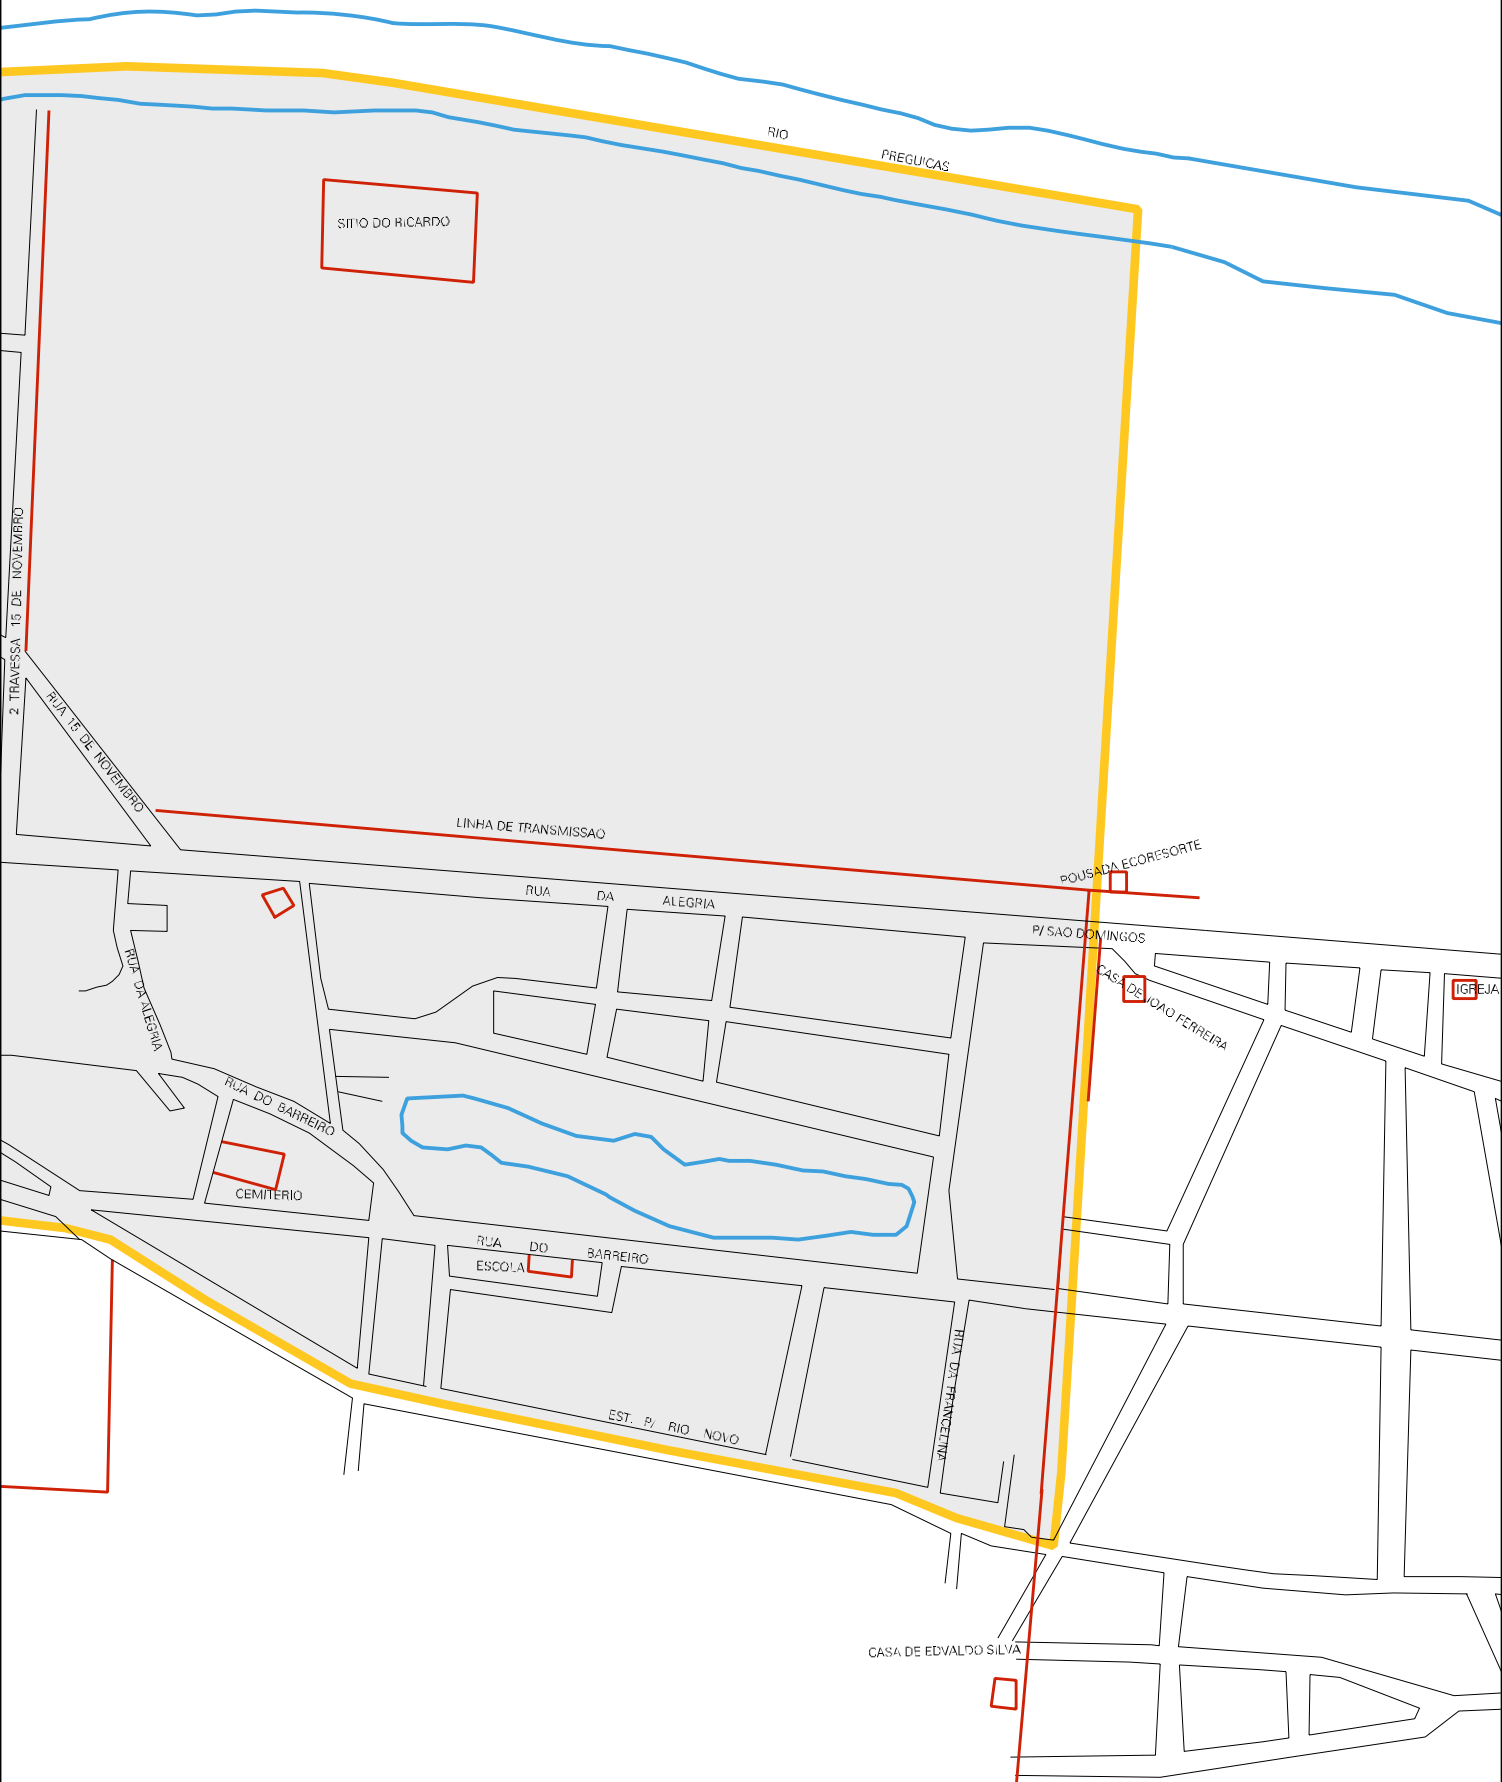 RIO
PREGUICAS
SITIO DO RICARDO
2 TRAVESSA 15 DE NOVEMBRO
RUA 15 DE NOVEMBRO
LINHA DE TRANSMISSAO
POUSADA ECORESORTE
RUA DA ALEGRIA
P/ SAO DOMINGOS
CASA DE JOAO FERREIRA
IGREJA
RUA DA ALEGRIA
RUA DO BARREIRO
CEMITERIO
RUA DO BARREIRO
ESCOLA
RUA DA FRANCELINA
EST. P/ RIO NOVO
CASA DE EDVALDO SILVA